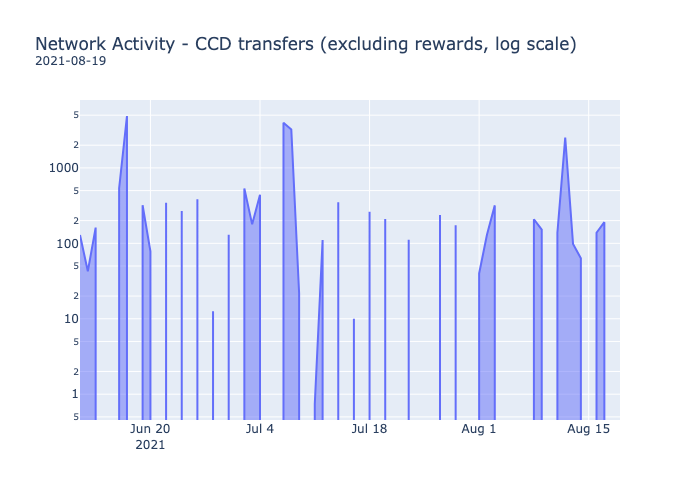 Network Activity - CCD transfers (excluding rewards, log scale)
2021-08-19
5
2
1000
5
2
100
5
2
10
5
2
1
5
Jun 20
2021
Jul 4
Jul 18
Aug 1
Aug 15